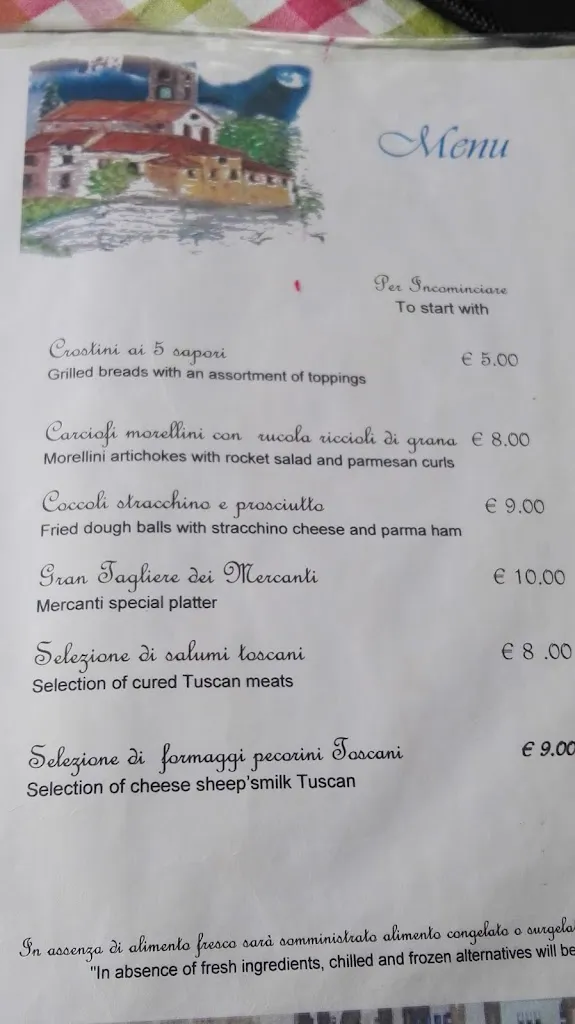 Menu
Per Incominciare
To start with
Crostini ai 5 sapori € 5.00
Grilled breads with an assortment of toppings
Carciofi morellini con rucola riccioli di grana € 8.00
Morellini artichokes with rocket salad and parmesan curls
Coccoli stracchino e prosciutto € 9.00
Fried dough balls with stracchino cheese and parma ham
Gran Tagliere dei Mercanti € 10.00
Mercanti special platter
Selezione di salumi toscani € 8 .00
Selection of cured Tuscan meats
Selezione di formaggi pecorini Toscani € 9.00
Selection of cheese sheep'smilk Tuscan
In assenza di alimento fresco sarà somministrato alimento congelato o surgela
"In absence of fresh ingredients, chilled and frozen alternatives will be